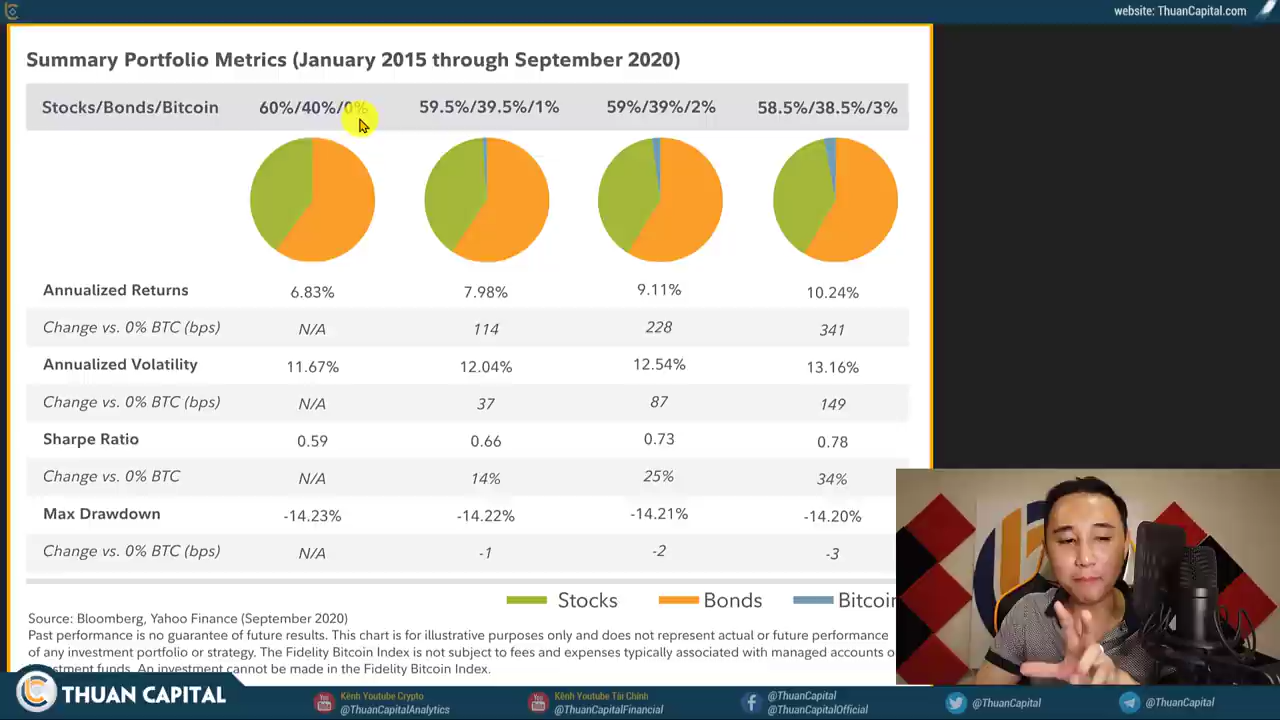 website: ThuanCapital.com
Summary Portfolio Metrics (January 2015 through September 2020)
Stocks/Bonds/Bitcoin 60%/40%/0% 59.5%/39.5%/1% 59%/39%/2% 58.5%/38.5%/3%
Annualized Returns 6.83% 7.98% 9.11% 10.24%
Change vs. 0% BTC (bps) N/A 114 228 341
Annualized Volatility 11.67% 12.04% 12.54% 13.16%
Change vs. 0% BTC (bps) N/A 37 87 149
Sharpe Ratio 0.59 0.66 0.73 0.78
Change vs. 0% BTC N/A 14% 25% 34%
Max Drawdown -14.23% -14.22% -14.21% -14.20%
Change vs. 0% BTC (bps) N/A -1 -2 -3
Stocks Bonds Bitcoin
Source: Bloomberg, Yahoo Finance (September 2020)
Past performance is no guarantee of future results. This chart is for illustrative purposes only and does not represent actual or future performance
of any investment portfolio or strategy. The Fidelity Bitcoin Index is not subject to fees and expenses typically associated with managed accounts o
estment funds. An investment cannot be made in the Fidelity Bitcoin Index.
THUAN CAPITAL
Kênh Youtube Crypto
@ThuanCapitalAnalytics
Kênh Youtube Tài Chính
@ThuanCapitalFinancial
@ThuanCapital
@ThuanCapitalOfficial
@ThuanCapital
@ThuanCapital